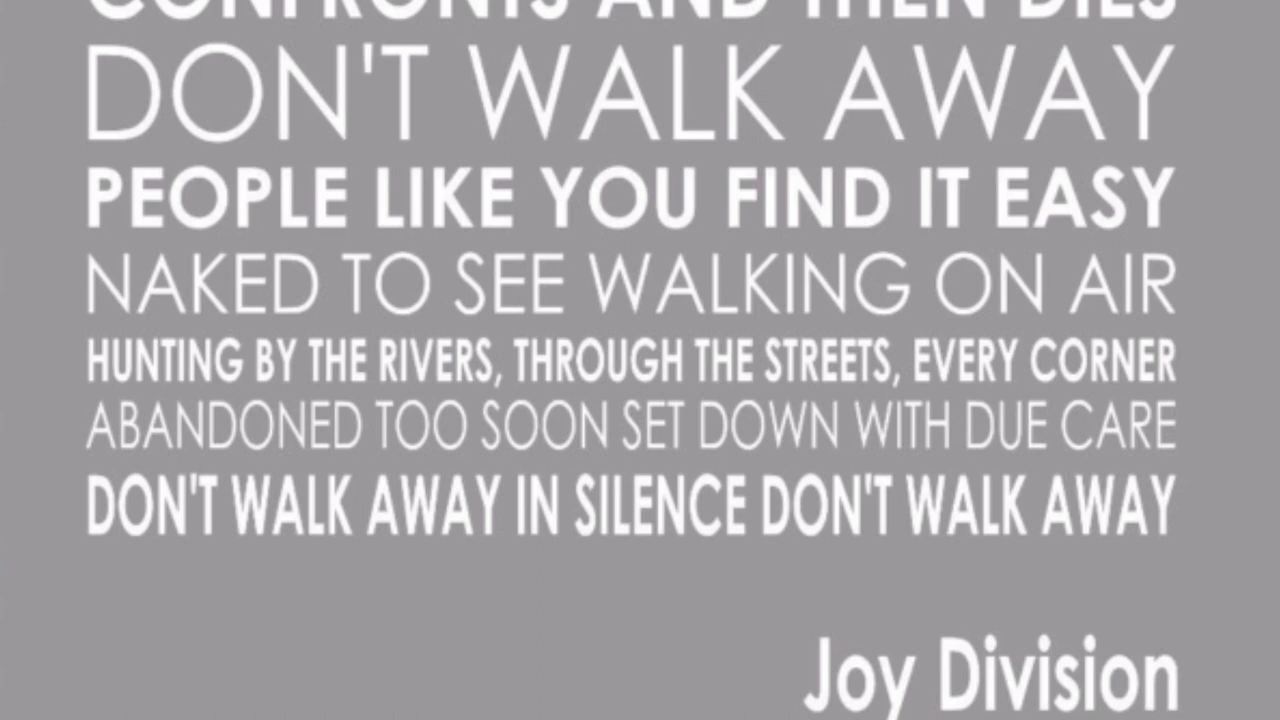 CONFRONTS AND THEN DIES
DON'T WALK AWAY
PEOPLE LIKE YOU FIND IT EASY
NAKED TO SEE WALKING ON AIR
HUNTING BY THE RIVERS, THROUGH THE STREETS, EVERY CORNER
ABANDONED TOO SOON SET DOWN WITH DUE CARE
DON'T WALK AWAY IN SILENCE DON'T WALK AWAY
Joy Division